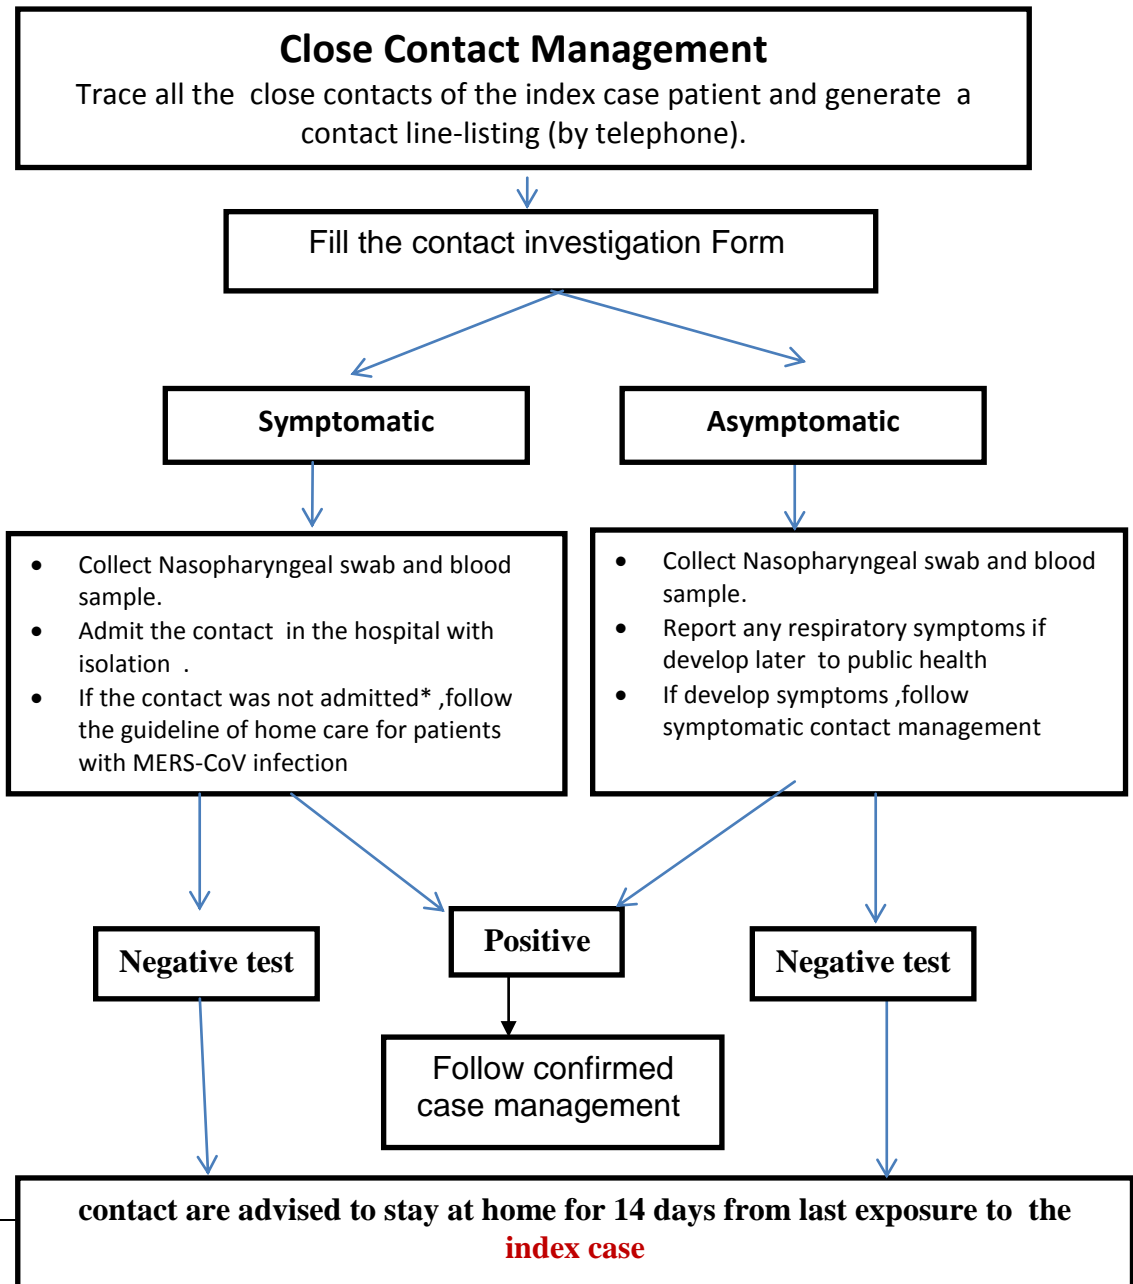 Close Contact Management
Trace all the close contacts of the index case patient and generate a
contact line-listing (by telephone).
Fill the contact investigation Form
Symptomatic
Asymptomatic
• Collect Nasopharyngeal swab and blood
sample.
• Admit the contact in the hospital with
isolation .
• If the contact was not admitted* ,follow
the guideline of home care for patients
with MERS-CoV infection
• Collect Nasopharyngeal swab and blood
sample.
• Report any respiratory symptoms if
develop later to public health
• If develop symptoms ,follow
symptomatic contact management
Negative test
Positive
Negative test
Follow confirmed
case management
contact are advised to stay at home for 14 days from last exposure to the
index case